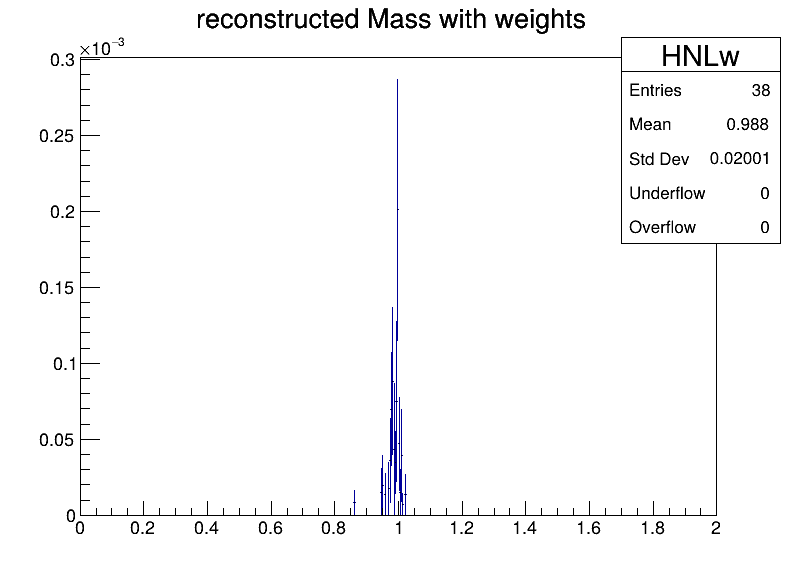 reconstructed Mass with weights
×10⁻³
HNLw
Entries 38
Mean 0.988
Std Dev 0.02001
Underflow 0
Overflow 0
0.3
0.25
0.2
0.15
0.1
0.05
0
0 0.2 0.4 0.6 0.8 1 1.2 1.4 1.6 1.8 2